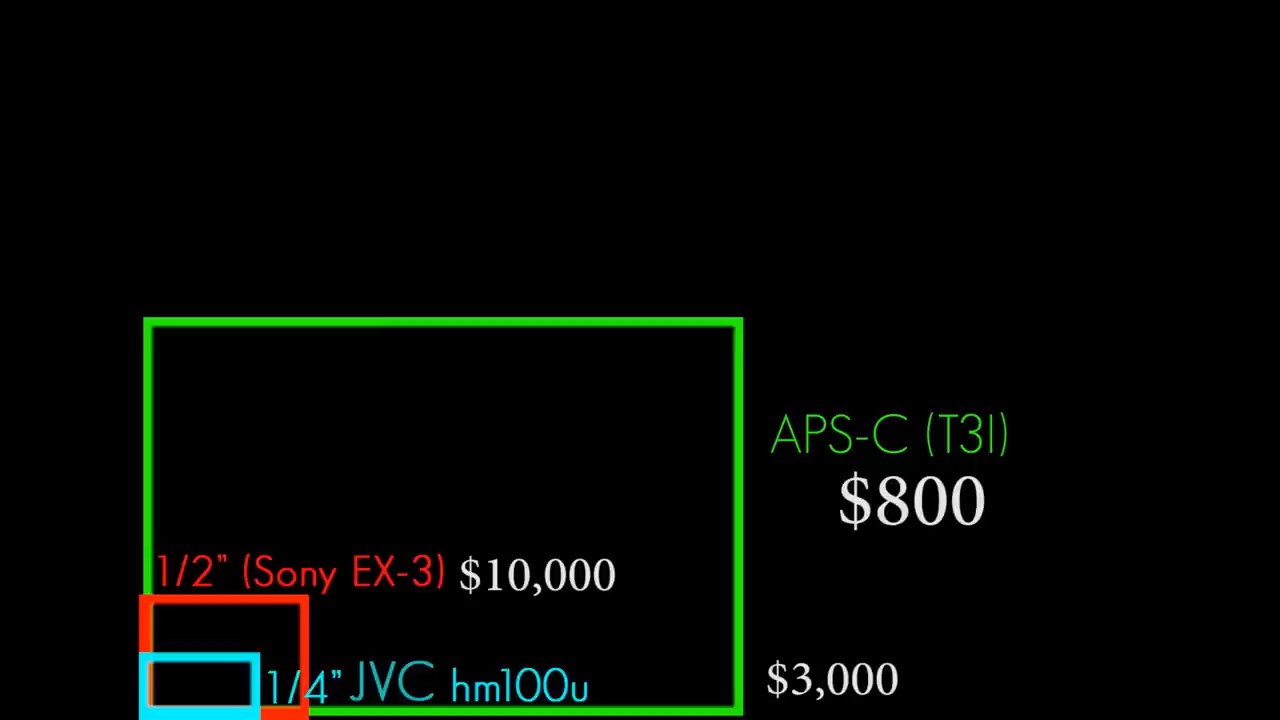 APS-C (T3I)
$800
1/2" (Sony EX-3) $10,000
1/4" JVC hm100u $3,000